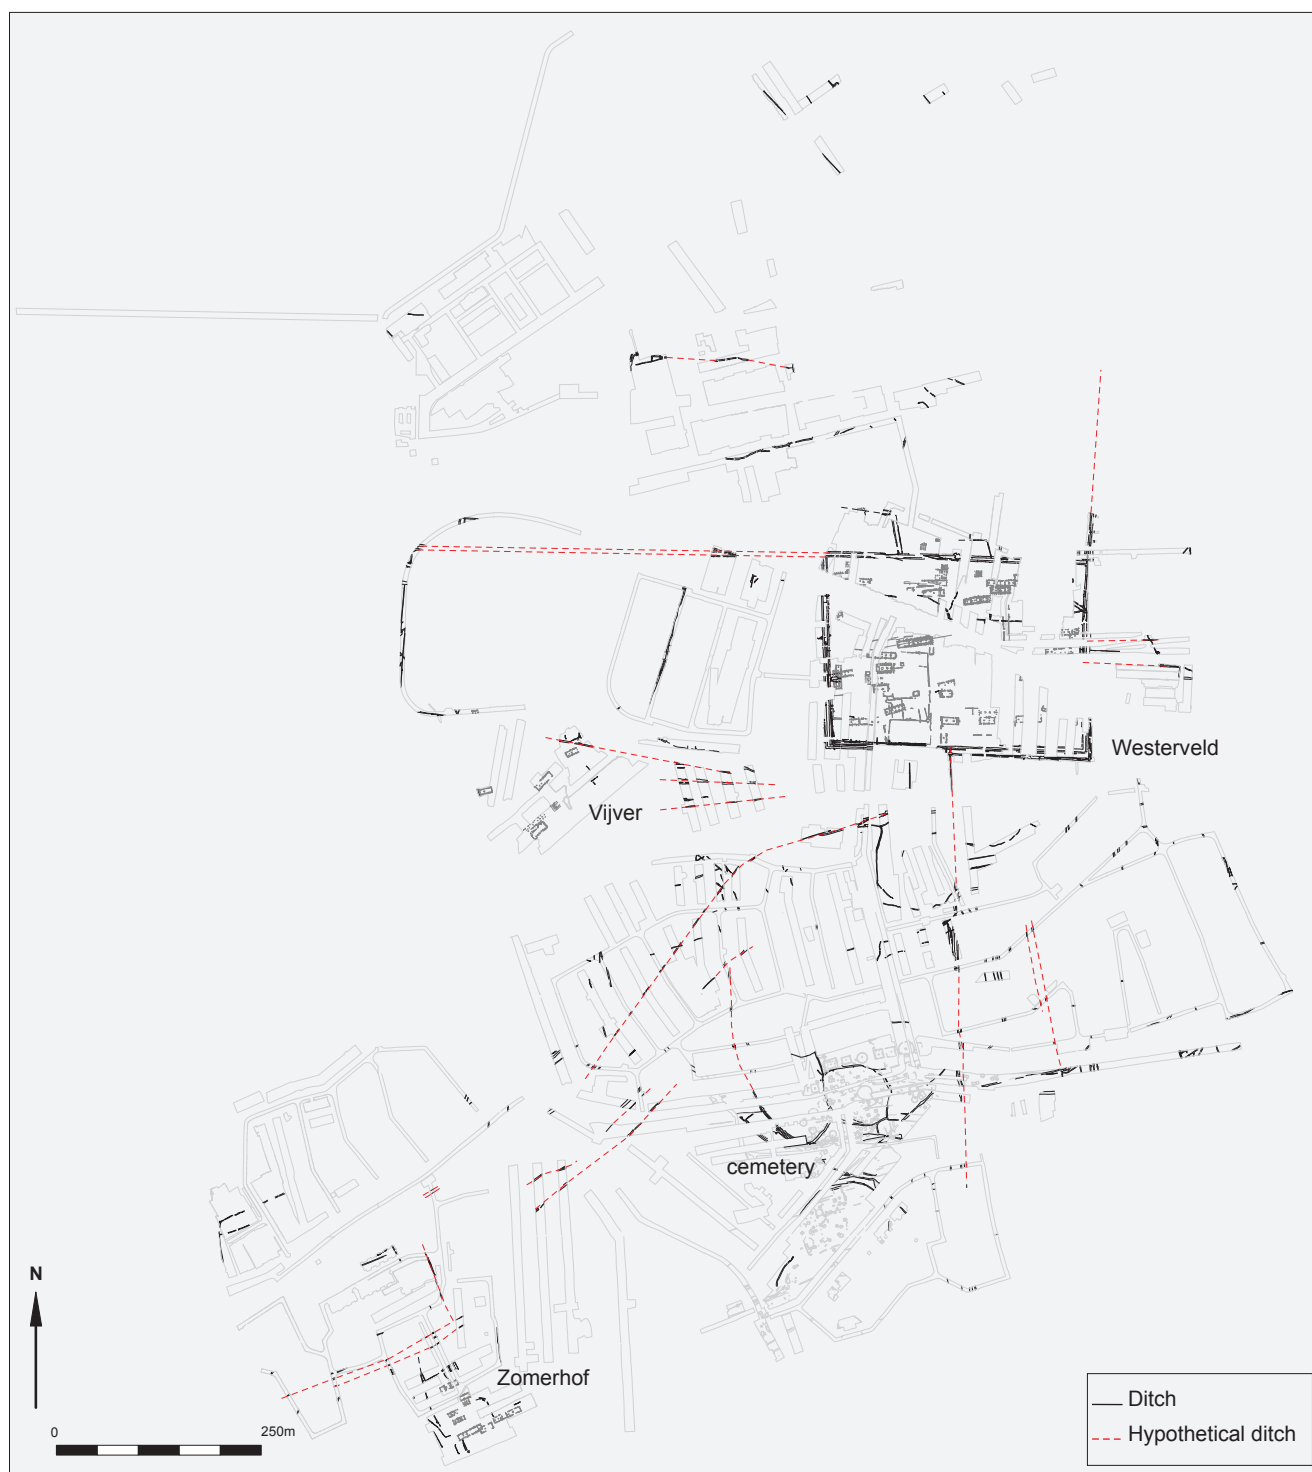 Westerveld
Vijver
cemetery
N
Zomerhof
0 250m
Ditch
Hypothetical ditch